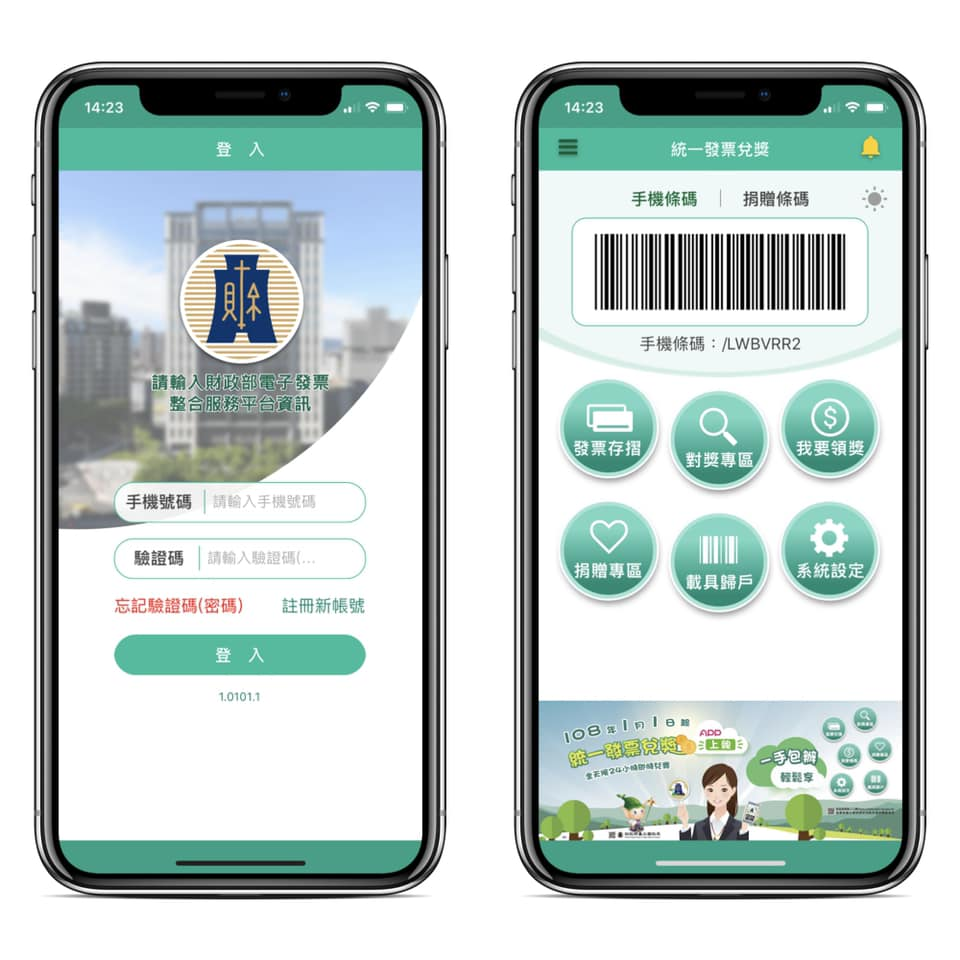 14:23
登 入
財
請輸入財政部電子發票
整合服務平台資訊
手機號碼
請輸入手機號碼
驗證碼
請輸入驗證碼(...
忘記驗證碼(密碼)
註冊新帳號
登 入
1.0101.1
14:23
統一發票兌獎
手機條碼
捐贈條碼
手機條碼：/LWBVRR2
發票存摺
對獎專區
我要領獎
捐贈專區
載具歸戶
系統設定
108年1月1日起
統一發票兌獎
APP
上線
全天候24小時即時兌獎
一手包辦
輕鬆享